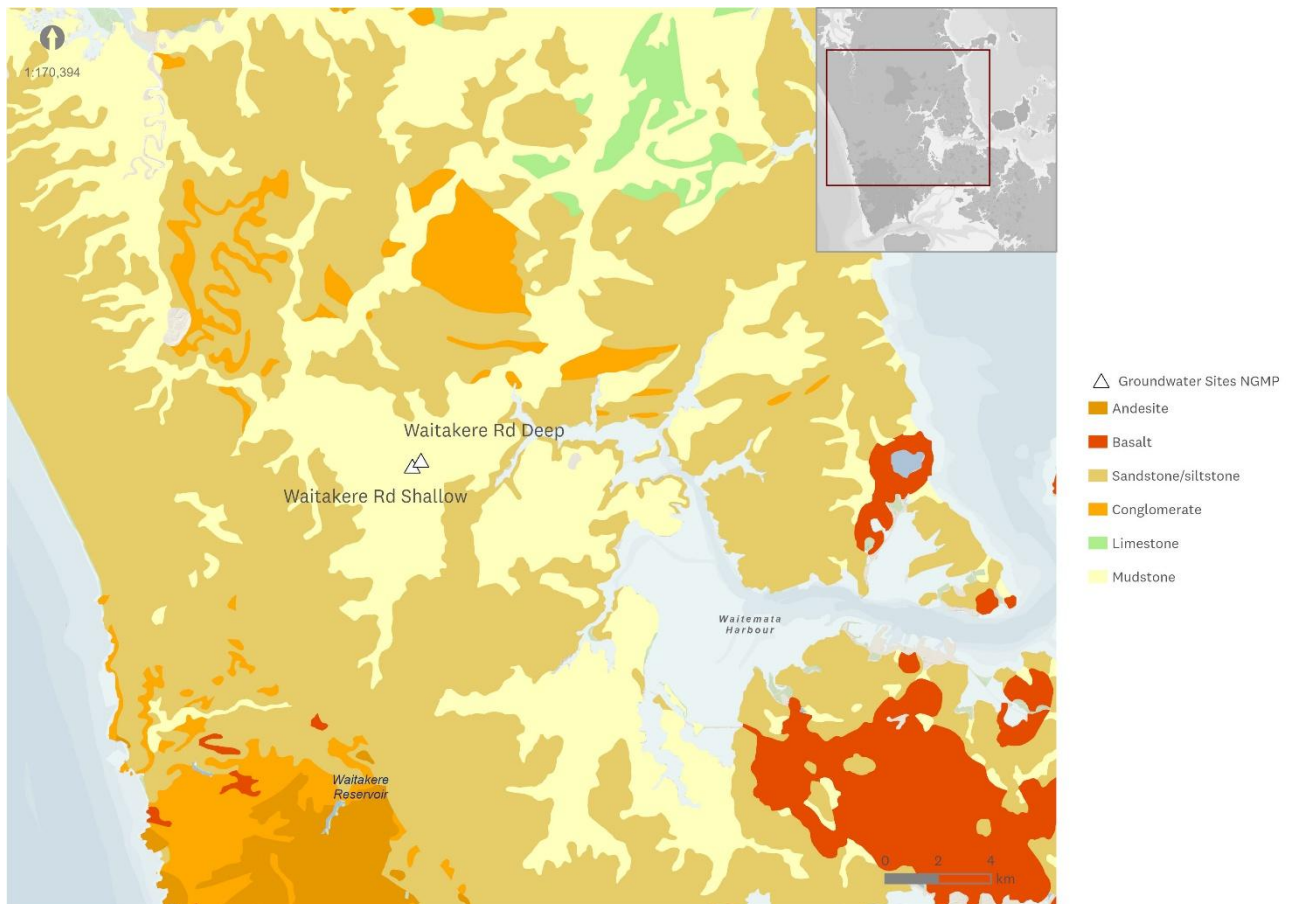 1:170,394
Waitakere Rd Deep
Waitakere Rd Shallow
Waitemata
Harbour
Waitakere
Reservoir
0 2 4
km
Groundwater Sites NGMP
Andesite
Basalt
Sandstone/siltstone
Conglomerate
Limestone
Mudstone